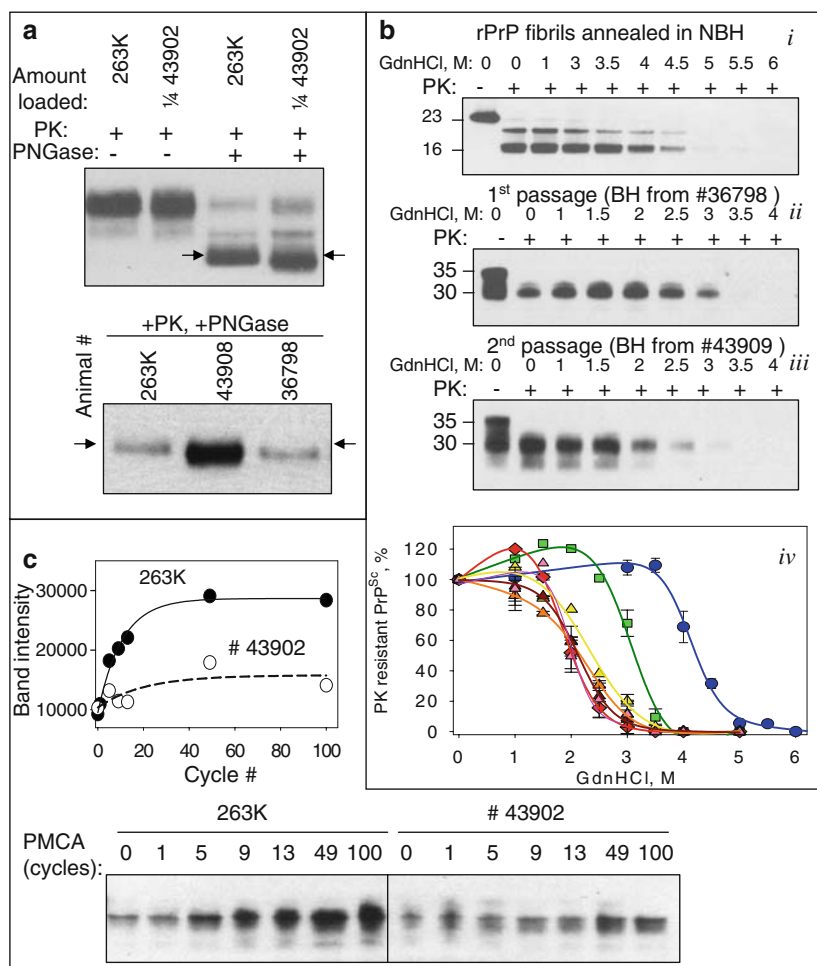 a
Amount loaded:
263K
¼ 43902
263K
¼ 43902
PK: + + + +
PNGase: - - + +
Animal #
+PK, +PNGase
263K
43908
36798
b
rPrP fibrils annealed in NBH i
GdnHCl, M: 0 0 1 3 3.5 4 4.5 5 5.5 6
PK: - + + + + + + + + +
23
16
1st passage (BH from #36798 )
GdnHCl, M: 0 0 1 1.5 2 2.5 3 3.5 4 ii
PK: - + + + + + + + +
35
30
2nd passage (BH from #43909 )
GdnHCl, M: 0 0 1 1.5 2 2.5 3 3.5 4 iii
PK: - + + + + + + + +
35
30
iv
PK resistant PrPSc, %
120
100
80
60
40
20
0
0 1 2 3 4 5 6
GdnHCl, M
c
Band intensity
40000
30000
20000
10000
263K
# 43902
0 20 40 60 80 100
Cycle #
263K # 43902
PMCA (cycles): 0 1 5 9 13 49 100 0 1 5 9 13 49 100